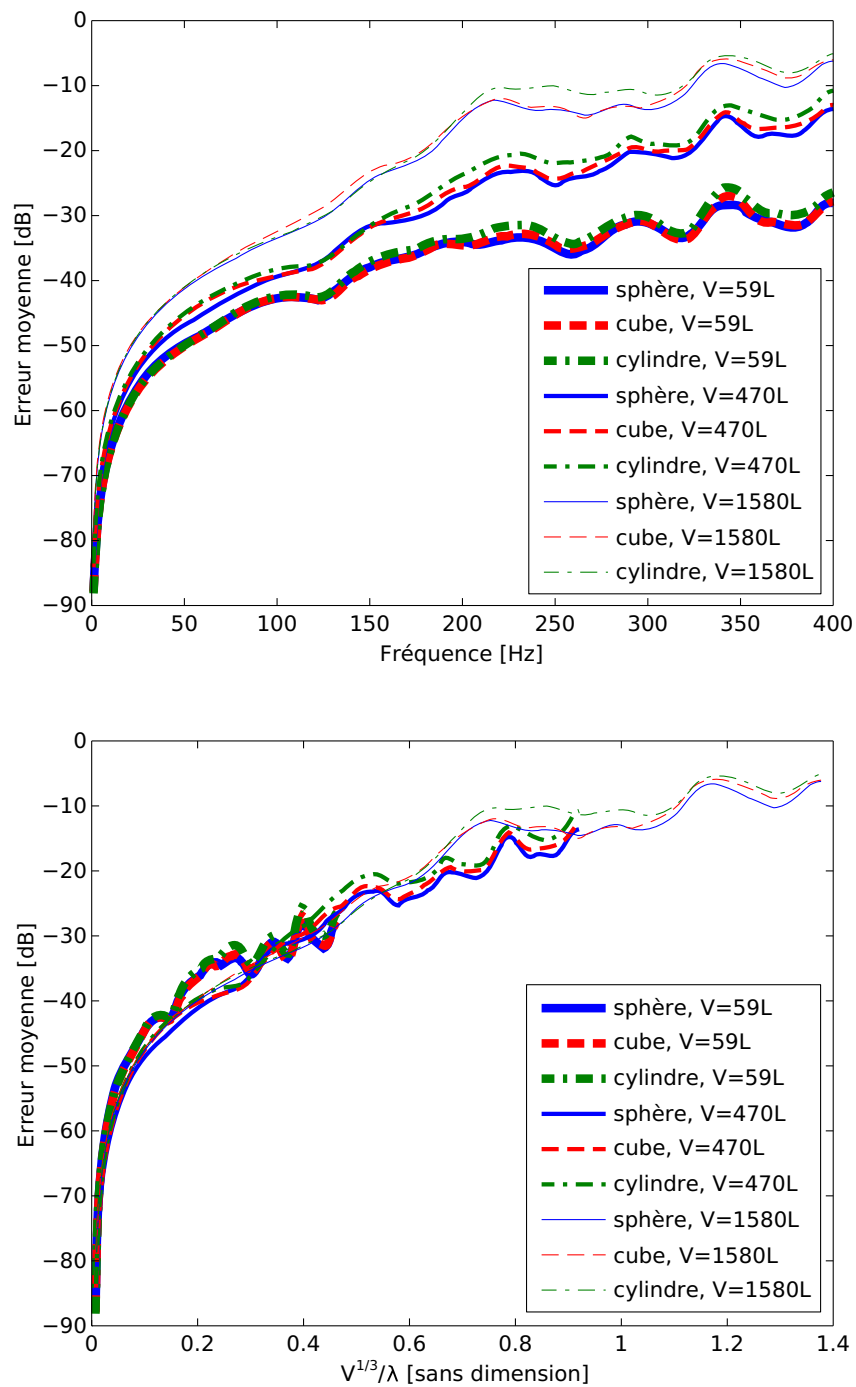 0
−10
−20
−30
−40
−50
−60
−70
−80
−90
Erreur moyenne [dB]
sphère, V=59L
cube, V=59L
cylindre, V=59L
sphère, V=470L
cube, V=470L
cylindre, V=470L
sphère, V=1580L
cube, V=1580L
cylindre, V=1580L
0 50 100 150 200 250 300 350 400
Fréquence [Hz]
0
−10
−20
−30
−40
−50
−60
−70
−80
−90
Erreur moyenne [dB]
sphère, V=59L
cube, V=59L
cylindre, V=59L
sphère, V=470L
cube, V=470L
cylindre, V=470L
sphère, V=1580L
cube, V=1580L
cylindre, V=1580L
0 0.2 0.4 0.6 0.8 1 1.2 1.4
V^{1/3}/λ [sans dimension]